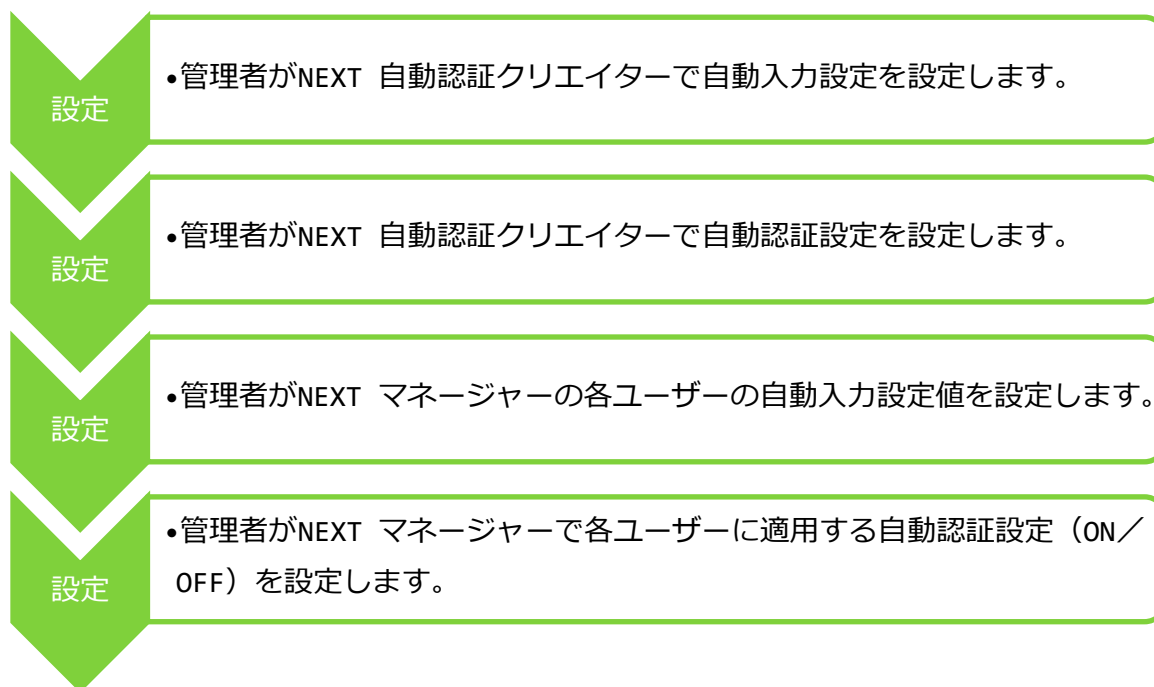 設定
•管理者がNEXT 自動認証クリエイターで自動入力設定を設定します。
設定
•管理者がNEXT 自動認証クリエイターで自動認証設定を設定します。
設定
•管理者がNEXT マネージャーの各ユーザーの自動入力設定値を設定します。
設定
•管理者がNEXT マネージャーで各ユーザーに適用する自動認証設定（ON／
OFF）を設定します。